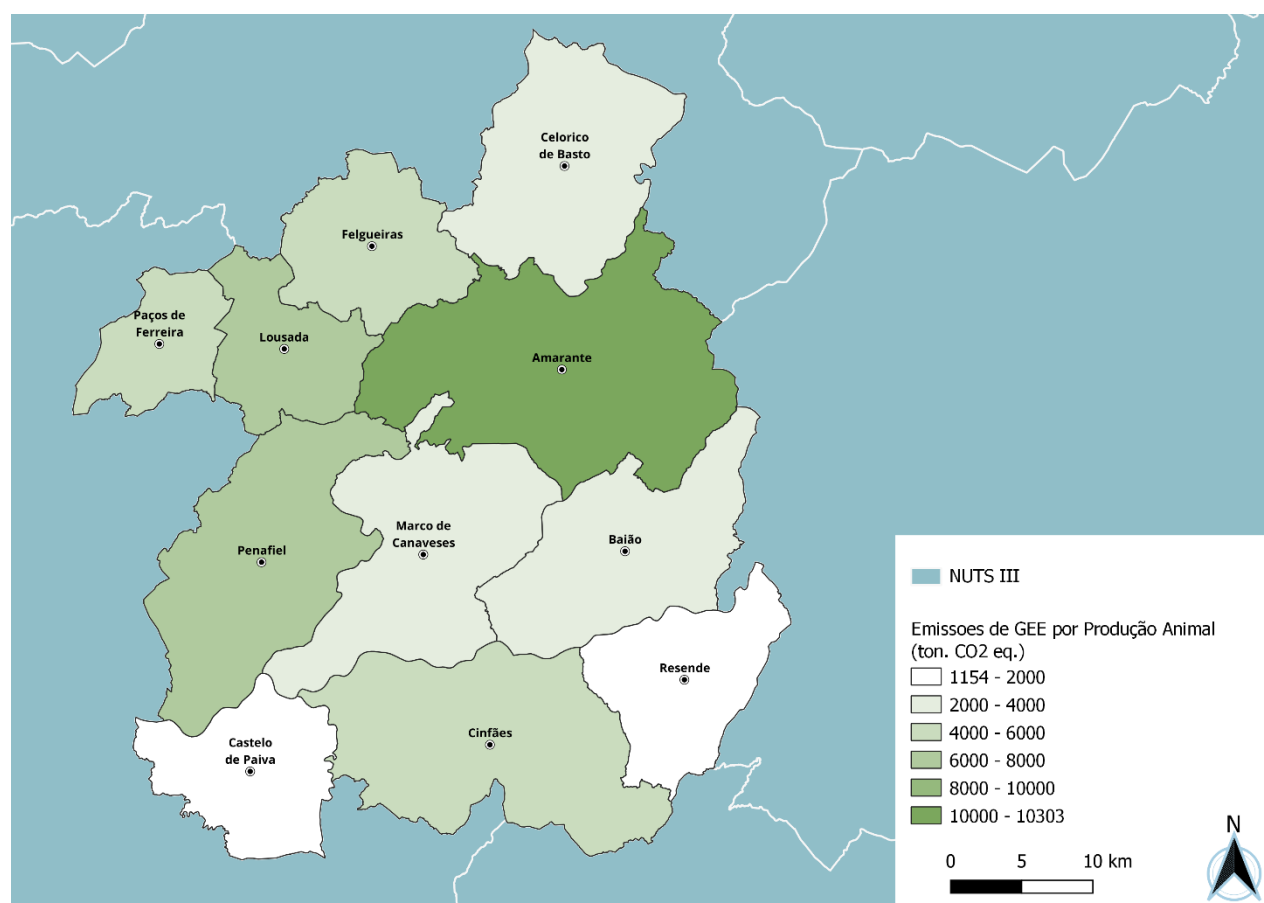 Celorico
de Basto
Felgueiras
Paços de
Ferreira
Lousada
Amarante
Marco de
Canaveses
Baião
Penafiel
Resende
Cinfães
Castelo
de Paiva
NUTS III
Emissoes de GEE por Produção Animal
(ton. CO2 eq.)
1154 - 2000
2000 - 4000
4000 - 6000
6000 - 8000
8000 - 10000
10000 - 10303
0 5 10 km
N